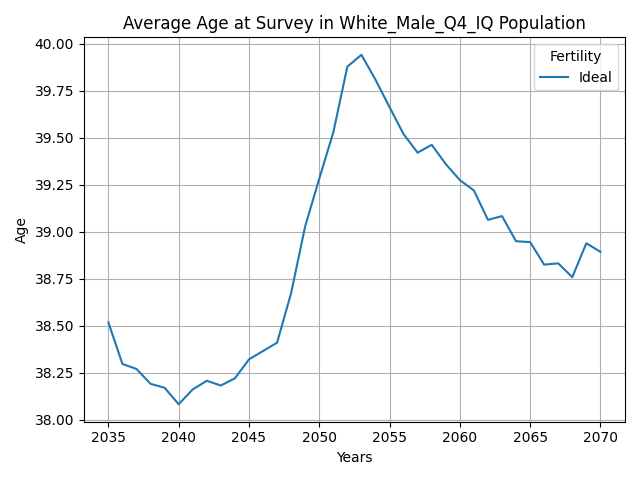 Average Age at Survey in White_Male_Q4_IQ Population
Fertility
Ideal
40.00
39.75
39.50
39.25
39.00
38.75
38.50
38.25
38.00
Age
2035 2040 2045 2050 2055 2060 2065 2070
Years